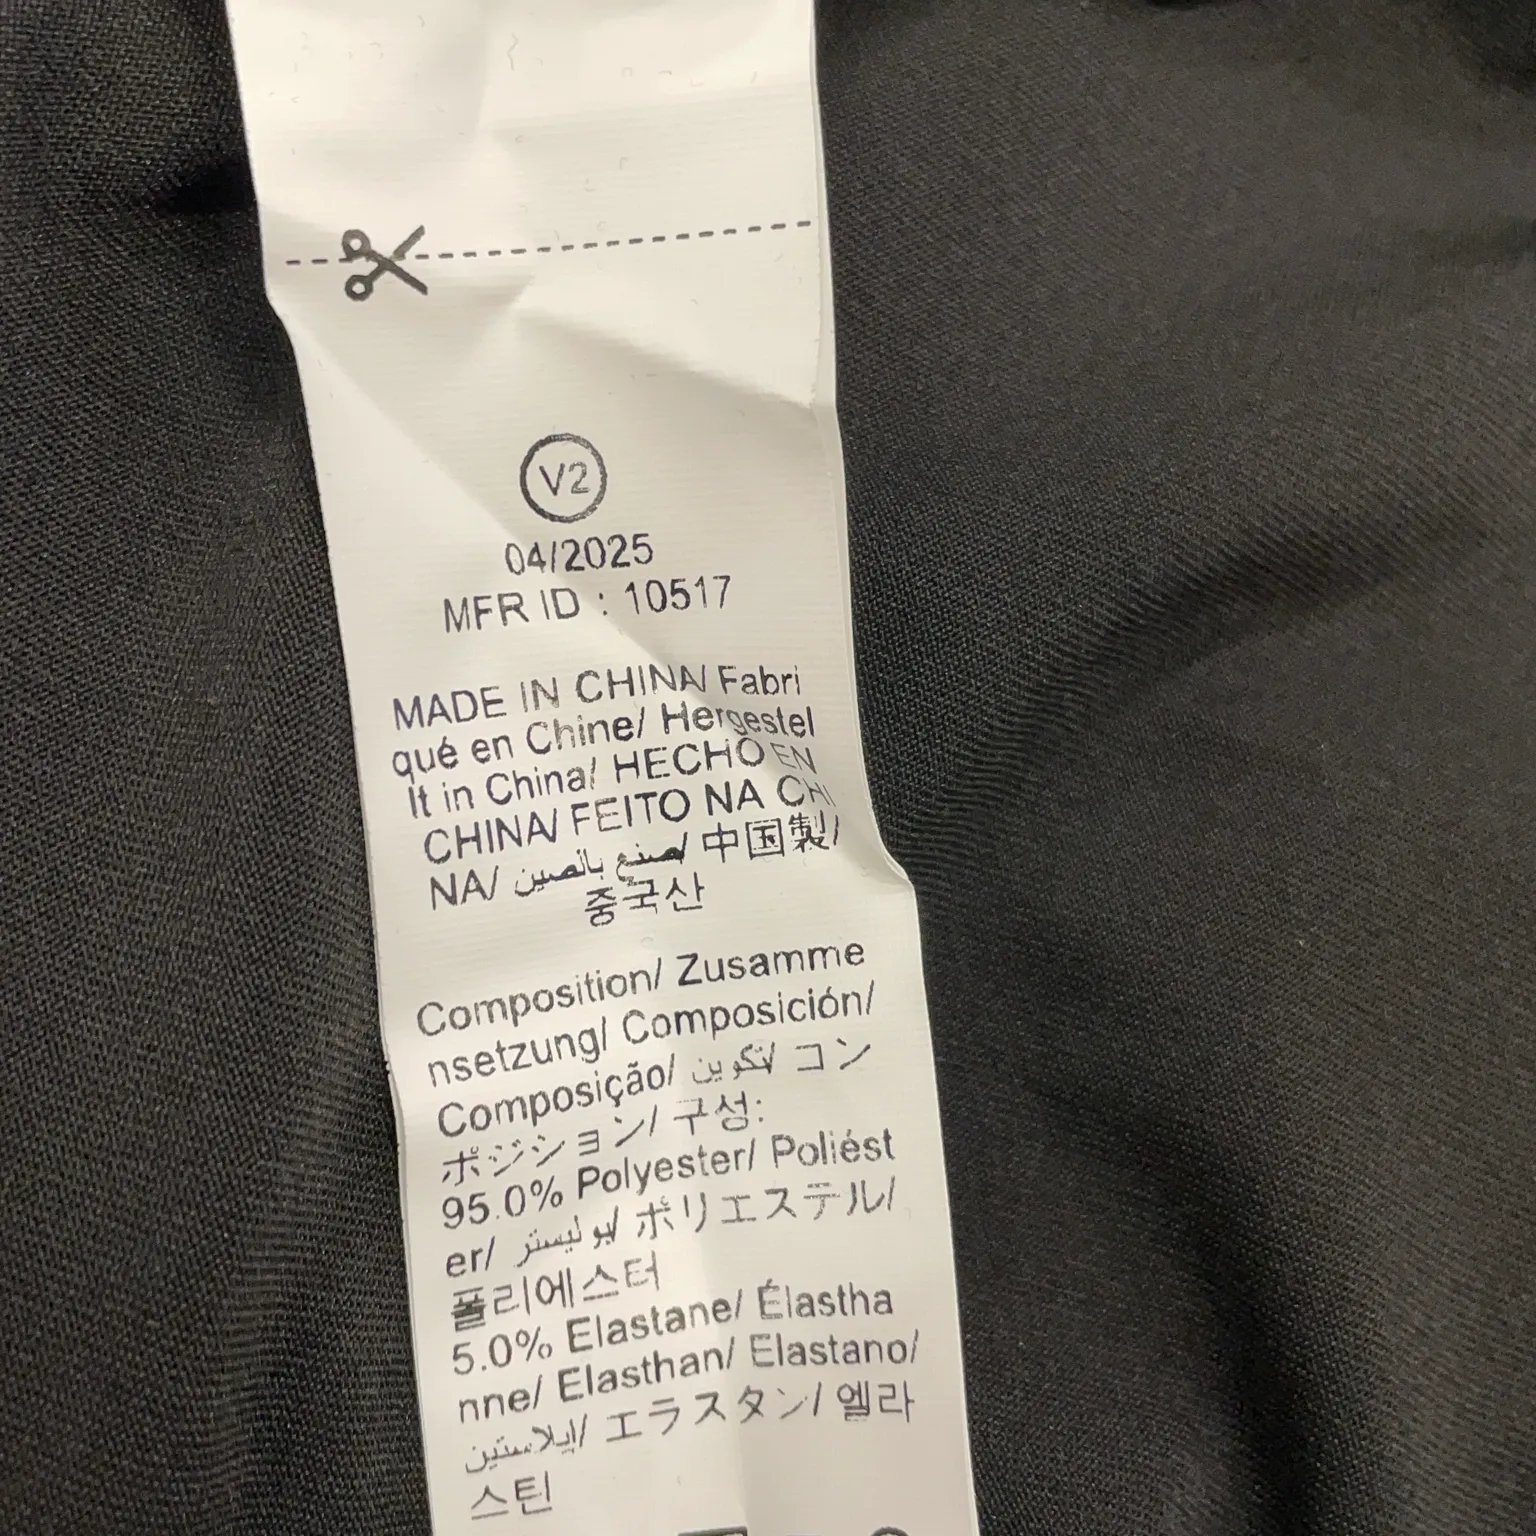 V2
04/2025
MFR ID : 10517
MADE IN CHINA/ Fabri
qué en Chine/ Hergestel
lt in China/ HECHO EN
CHINA/ FEITO NA CHI
NA/ صنع بالصين/ 中国製/
중국산
Composition/ Zusamme
nsetzung/ Composición/
Composição/ تكوين/ コン
ポジション/ 구성:
95.0% Polyester/ Poliést
er/ بوليستر/ ポリエステル/
폴리에스터
5.0% Elastane/ Élastha
nne/ Elasthan/ Elastano/
إيلاستين/ エラスタン/ 엘라
스틴